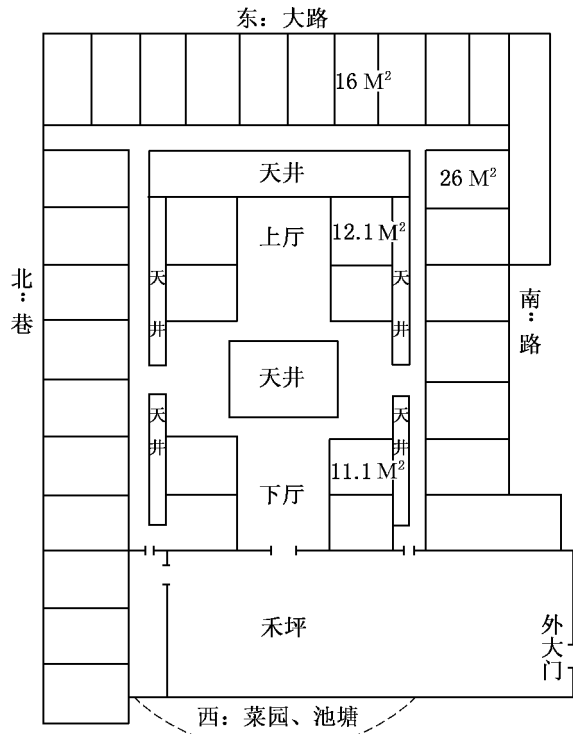 东：大路
16 M²
天井
26 M²
上厅
12.1 M²
天井
天井
北：巷
南：路
天井
天井
天井
11.1 M²
下厅
禾坪
外大门
西：菜园、池塘